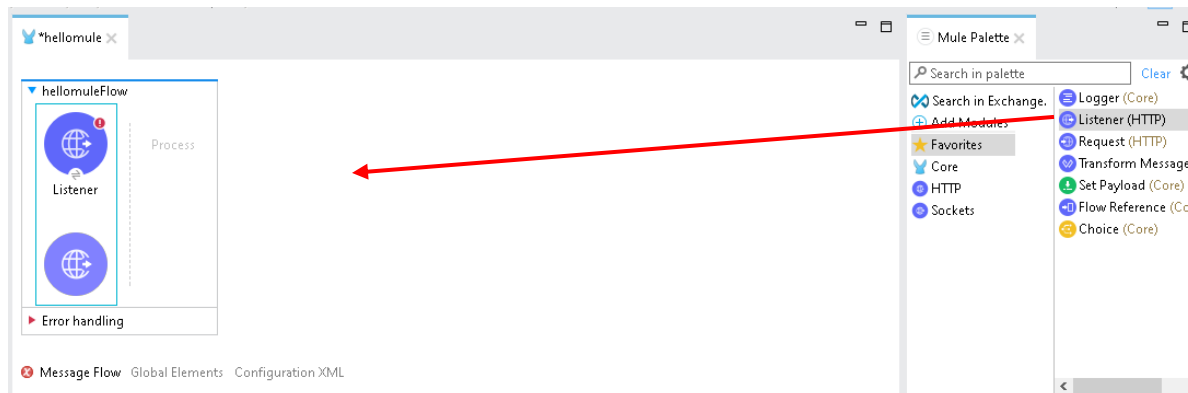 *hellomule
hellomuleFlow
Process
Listener
Error handling
Message Flow Global Elements Configuration XML
Mule Palette
Search in palette
Clear
Search in Exchange.
Add Modules
Favorites
Core
HTTP
Sockets
Logger (Core)
Listener (HTTP)
Request (HTTP)
Transform Message
Set Payload (Core)
Flow Reference (Co
Choice (Core)